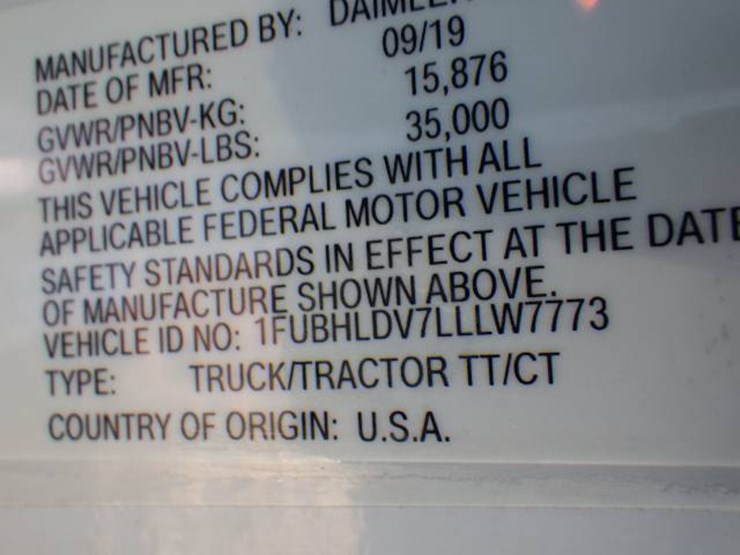 MANUFACTURED BY:
DATE OF MFR: 09/19
GVWR/PNBV-KG: 15,876
GVWR/PNBV-LBS: 35,000
THIS VEHICLE COMPLIES WITH ALL
APPLICABLE FEDERAL MOTOR VEHICLE
SAFETY STANDARDS IN EFFECT AT THE DATE
OF MANUFACTURE SHOWN ABOVE.
VEHICLE ID NO: 1FUBHLDV7LLLW7773
TYPE: TRUCK/TRACTOR TT/CT
COUNTRY OF ORIGIN: U.S.A.